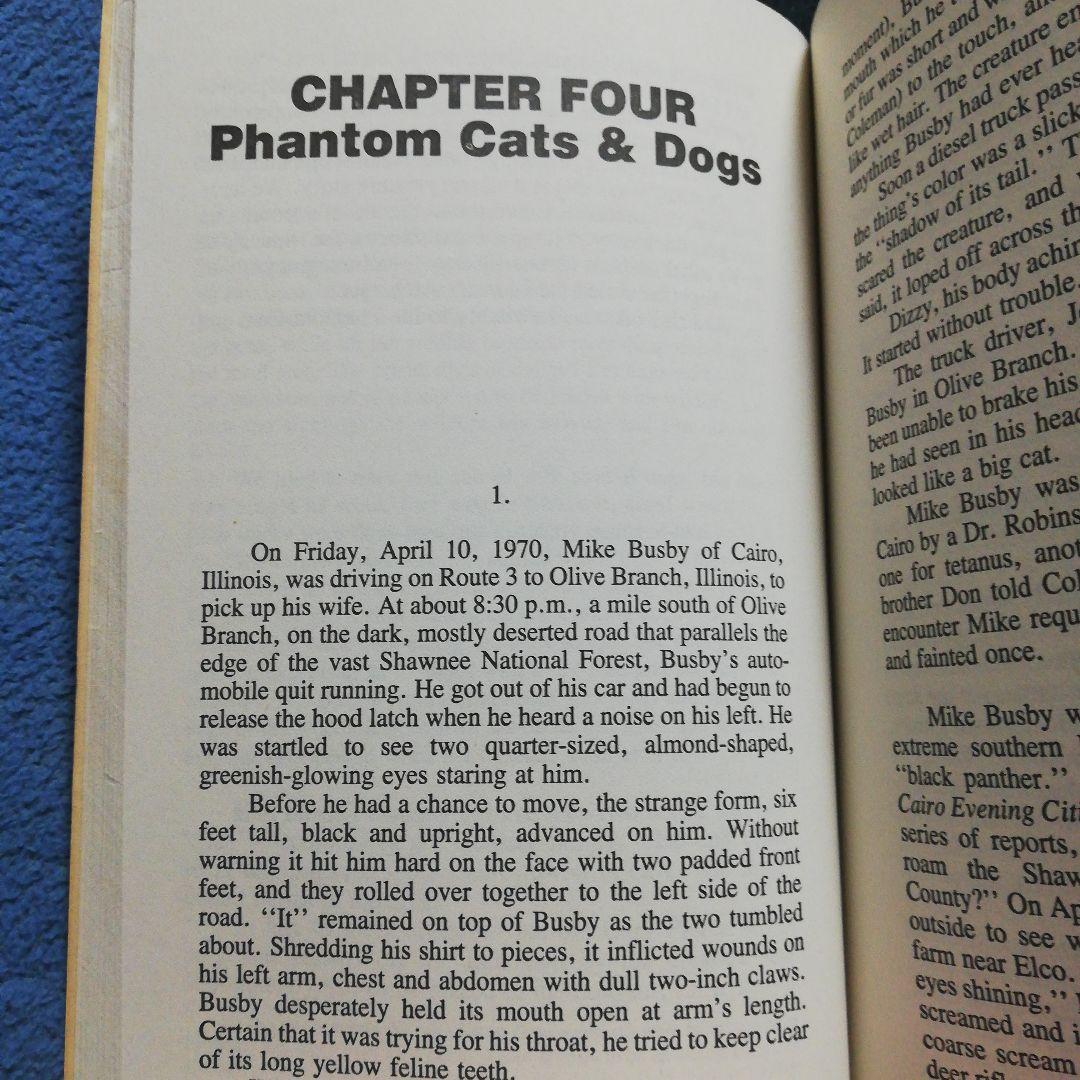 CHAPTER FOUR
Phantom Cats & Dogs
1.
On Friday, April 10, 1970, Mike Busby of Cairo,
Illinois, was driving on Route 3 to Olive Branch, Illinois, to
pick up his wife. At about 8:30 p.m., a mile south of Olive
Branch, on the dark, mostly deserted road that parallels the
edge of the vast Shawnee National Forest, Busby's auto-
mobile quit running. He got out of his car and had begun to
release the hood latch when he heard a noise on his left. He
was startled to see two quarter-sized, almond-shaped,
greenish-glowing eyes staring at him.
Before he had a chance to move, the strange form, six
feet tall, black and upright, advanced on him. Without
warning it hit him hard on the face with two padded front
feet, and they rolled over together to the left side of the
road. "It" remained on top of Busby as the two tumbled
about. Shredding his shirt to pieces, it inflicted wounds on
his left arm, chest and abdomen with dull two-inch claws.
Busby desperately held its mouth open at arm's length.
Certain that it was trying for his throat, he tried to keep clear
of its long yellow feline teeth.
moment),
mouth which he
or fur was short and
Coleman) to the touch,
like wet hair. The creature
anything Busby had ever
Soon a diesel truck
the thing's color was a slick
the "shadow of its tail."
scared the creature, and
said, it loped off across
Dizzy, his body
It started without trouble.
The truck driver,
Busby in Olive Branch.
been unable to brake his
he had seen in his
looked like a big cat.
Mike Busby was
Cairo by a Dr.
one for tetanus,
brother Don told
encounter Mike
and fainted once.
Mike Busby
extreme southern
"black panther."
Cairo Evening
series of reports,
roam the
County?" On
outside to see
farm near Elco.
eyes shining,"
screamed and
coarse scream
deer